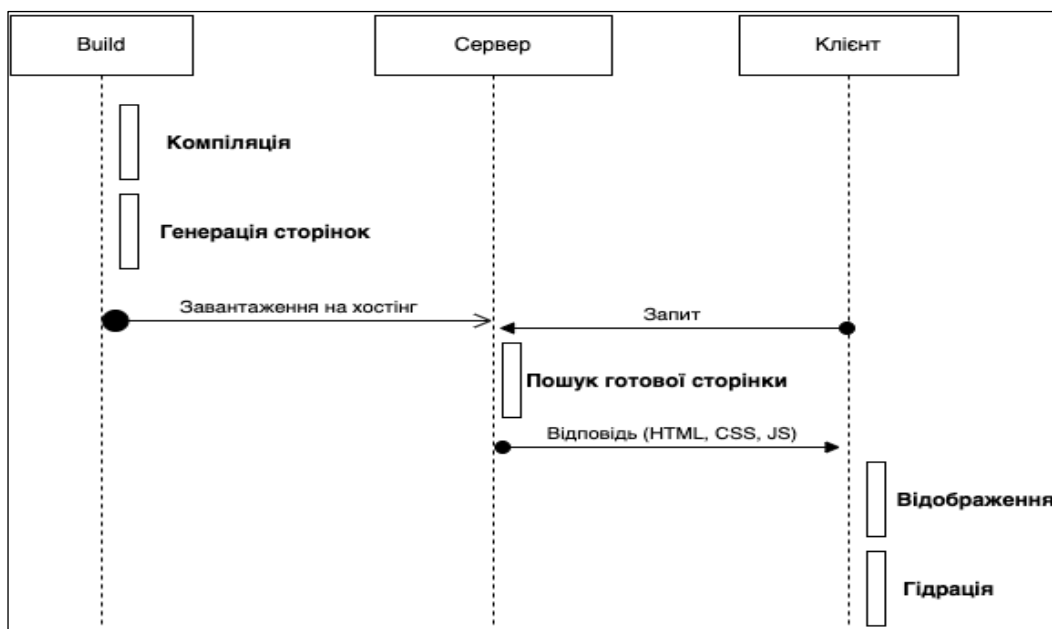 Build
Сервер
Клієнт
Компіляція
Генерація сторінок
Завантаження на хостінг
Запит
Пошук готової сторінки
Відповідь (HTML, CSS, JS)
Відображення
Гідрація